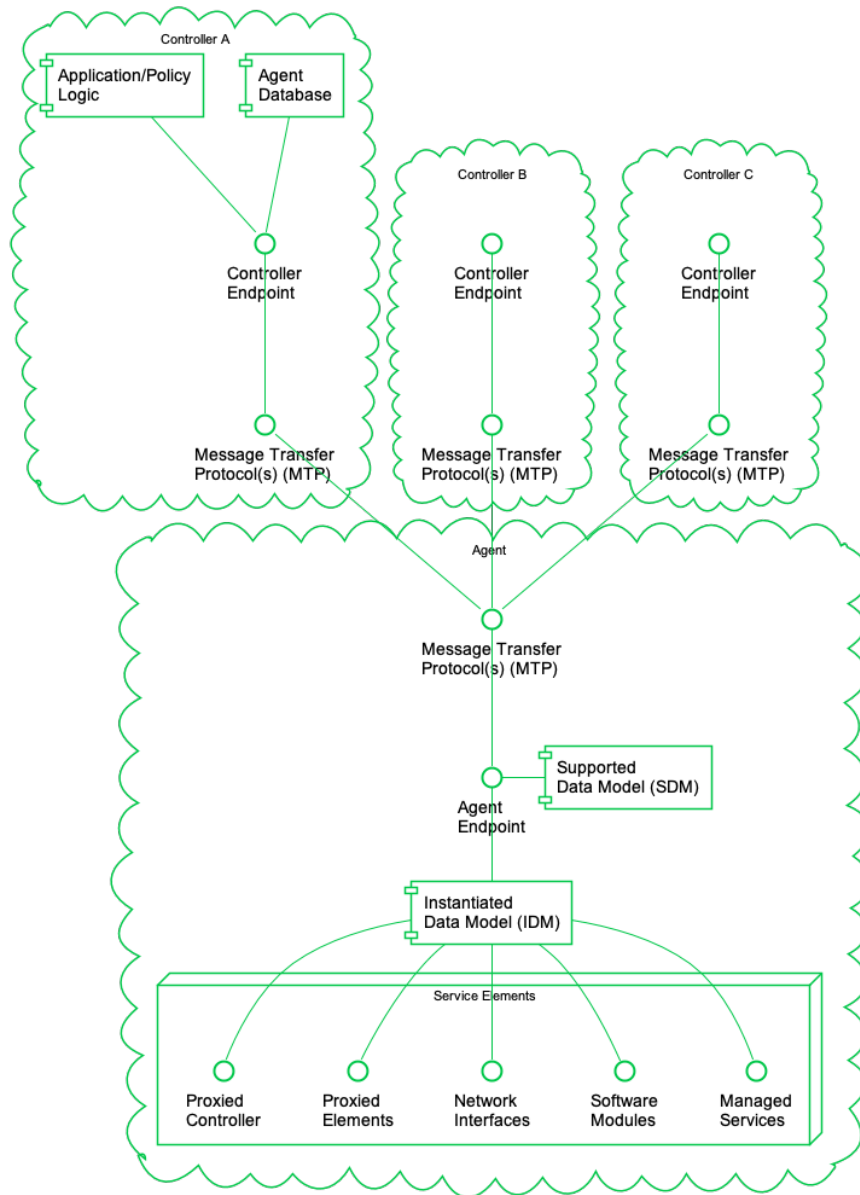 Controller A
Application/Policy
Logic
Agent
Database
Controller B
Controller C
Controller
Endpoint
Controller
Endpoint
Controller
Endpoint
Message Transfer
Protocol(s) (MTP)
Message Transfer
Protocol(s) (MTP)
Message Transfer
Protocol(s) (MTP)
Agent
Message Transfer
Protocol(s) (MTP)
Supported
Data Model (SDM)
Agent
Endpoint
Instantiated
Data Model (IDM)
Service Elements
Proxied
Controller
Proxied
Elements
Network
Interfaces
Software
Modules
Managed
Services